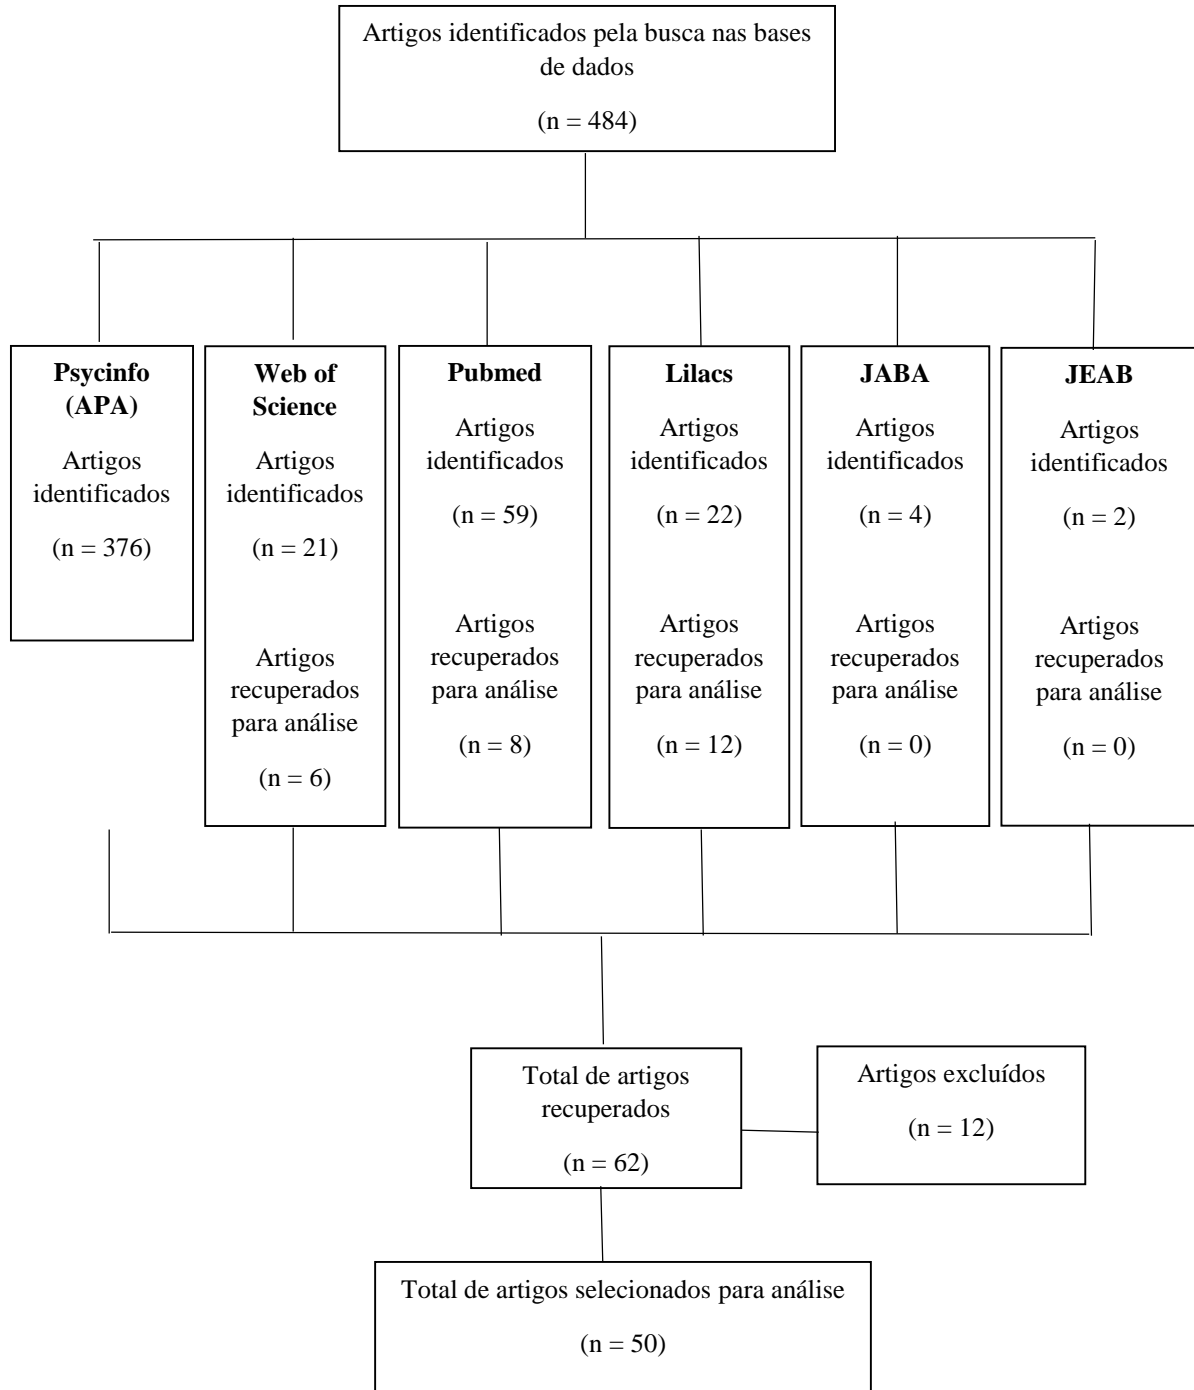 Artigos identificados pela busca nas bases
de dados
(n = 484)
Psycinfo
(APA)
Artigos
identificados
(n = 376)
Web of
Science
Artigos
identificados
(n = 21)
Artigos
recuperados
para análise
(n = 6)
Pubmed
Artigos
identificados
(n = 59)
Artigos
recuperados
para análise
(n = 8)
Lilacs
Artigos
identificados
(n = 22)
Artigos
recuperados
para análise
(n = 12)
JABA
Artigos
identificados
(n = 4)
Artigos
recuperados
para análise
(n = 0)
JEAB
Artigos
identificados
(n = 2)
Artigos
recuperados
para análise
(n = 0)
Total de artigos
recuperados
(n = 62)
Artigos excluídos
(n = 12)
Total de artigos selecionados para análise
(n = 50)